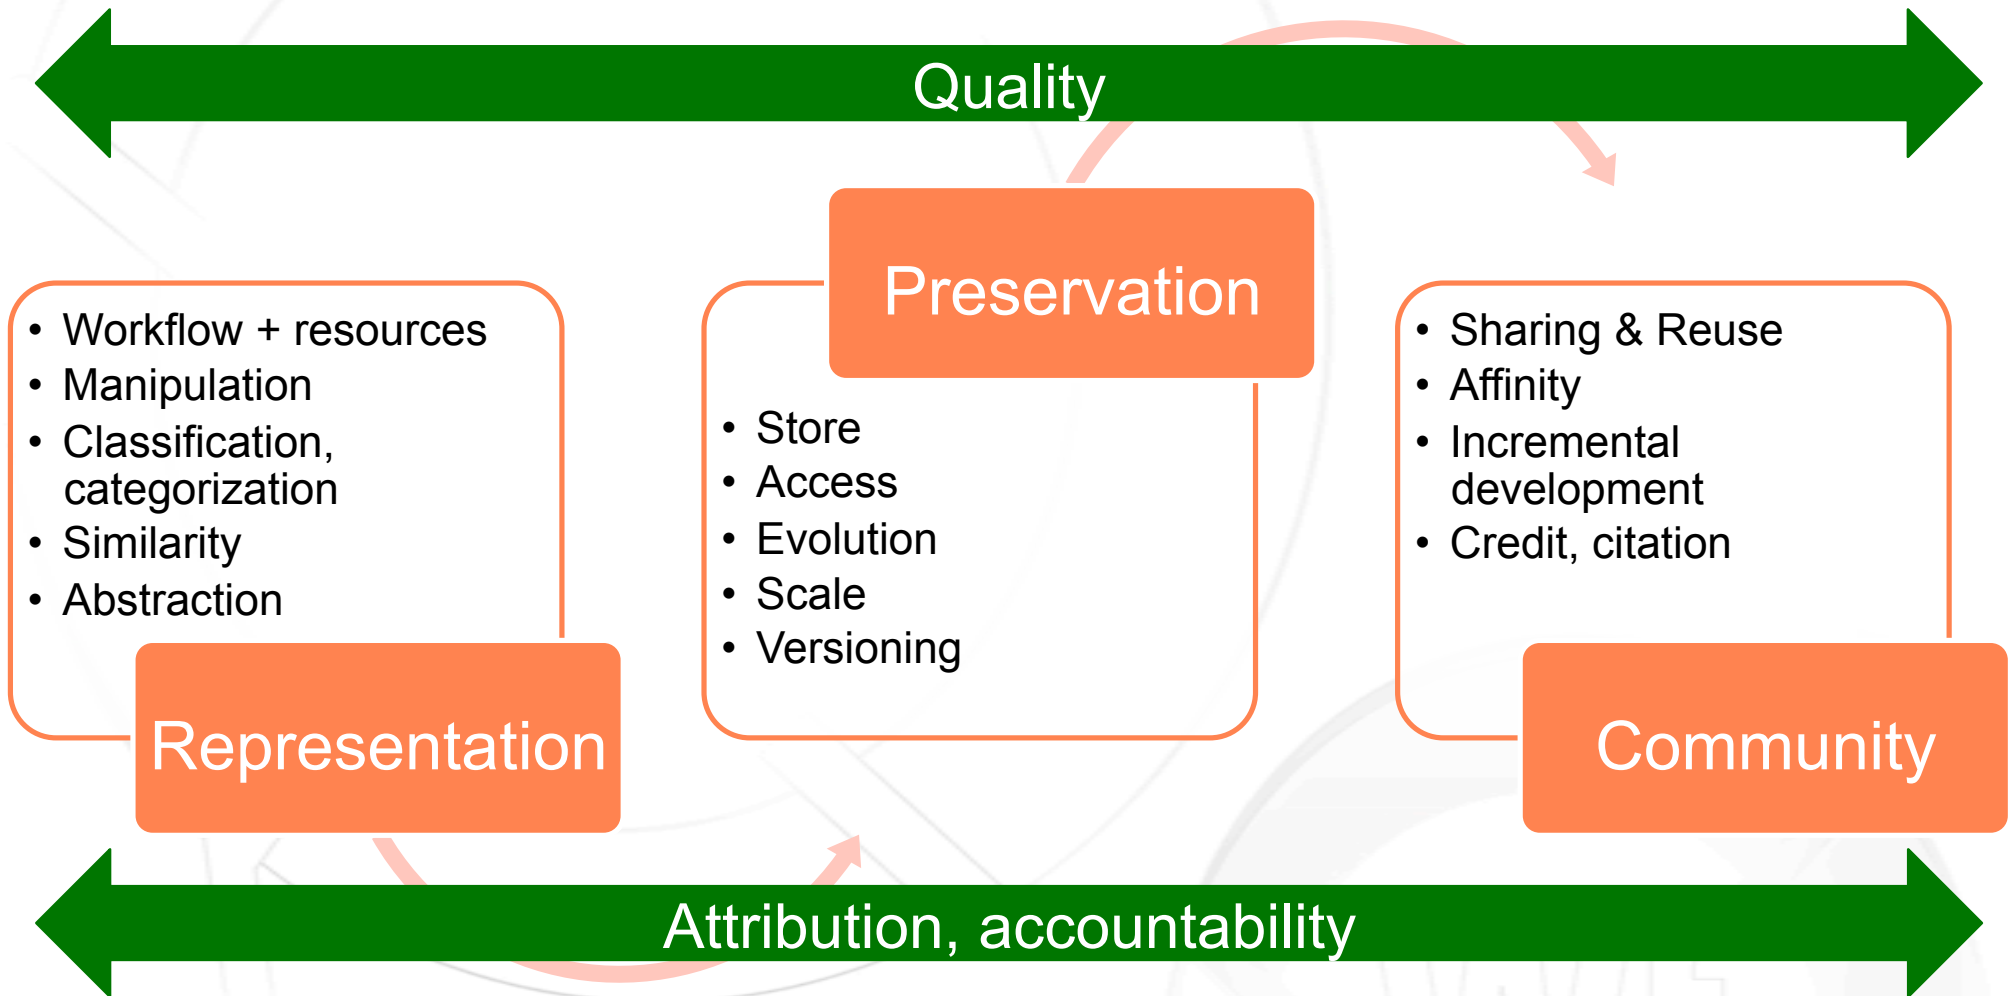 Quality
• Workflow + resources
• Manipulation
• Classification,
categorization
• Similarity
• Abstraction
Representation
Preservation
• Store
• Access
• Evolution
• Scale
• Versioning
• Sharing & Reuse
• Affinity
• Incremental
development
• Credit, citation
Community
Attribution, accountability